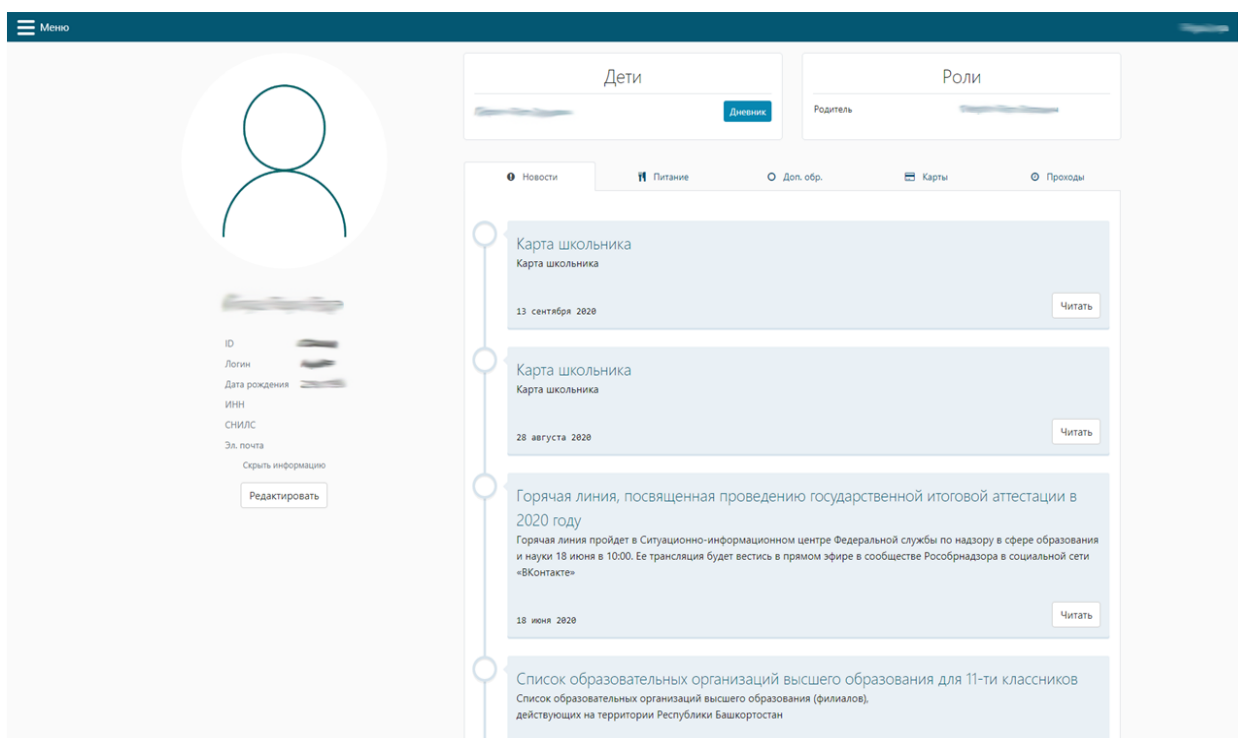 Меню
Дети
Дневник
Роли
Родитель
Новости
Питание
Доп. обр.
Карты
Проходы
ID
Логин
Дата рождения
ИНН
СНИЛС
Эл. почта
Скрыть информацию
Редактировать
Карта школьника
Карта школьника
13 сентября 2020
Читать
Карта школьника
Карта школьника
28 августа 2020
Читать
Горячая линия, посвященная проведению государственной итоговой аттестации в
2020 году
Горячая линия пройдет в Ситуационно-информационном центре Федеральной службы по надзору в сфере образования
и науки 18 июня в 10:00. Ее трансляция будет вестись в прямом эфире в сообществе Рособрнадзора в социальной сети
«ВКонтакте»
18 июня 2020
Читать
Список образовательных организаций высшего образования для 11-ти классников
Список образовательных организаций высшего образования (филиалов),
действующих на территории Республики Башкортостан